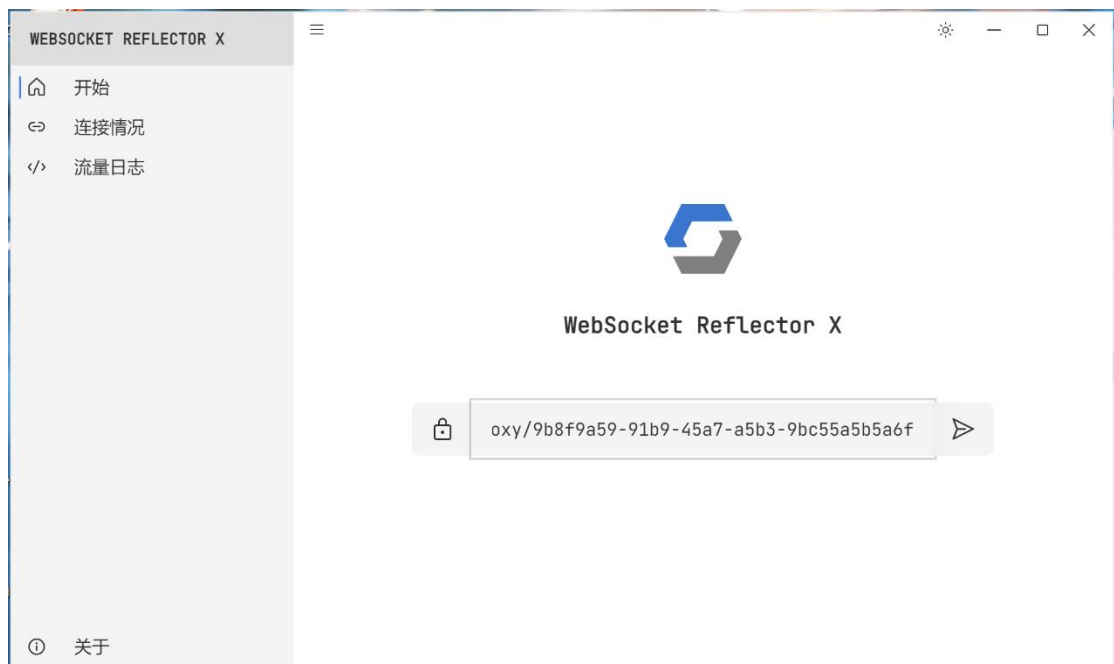 WEBSOCKET REFLECTOR X
开始
连接情况
流量日志
WebSocket Reflector X
oxy/9b8f9a59-91b9-45a7-a5b3-9bc55a5b5a6f
关于